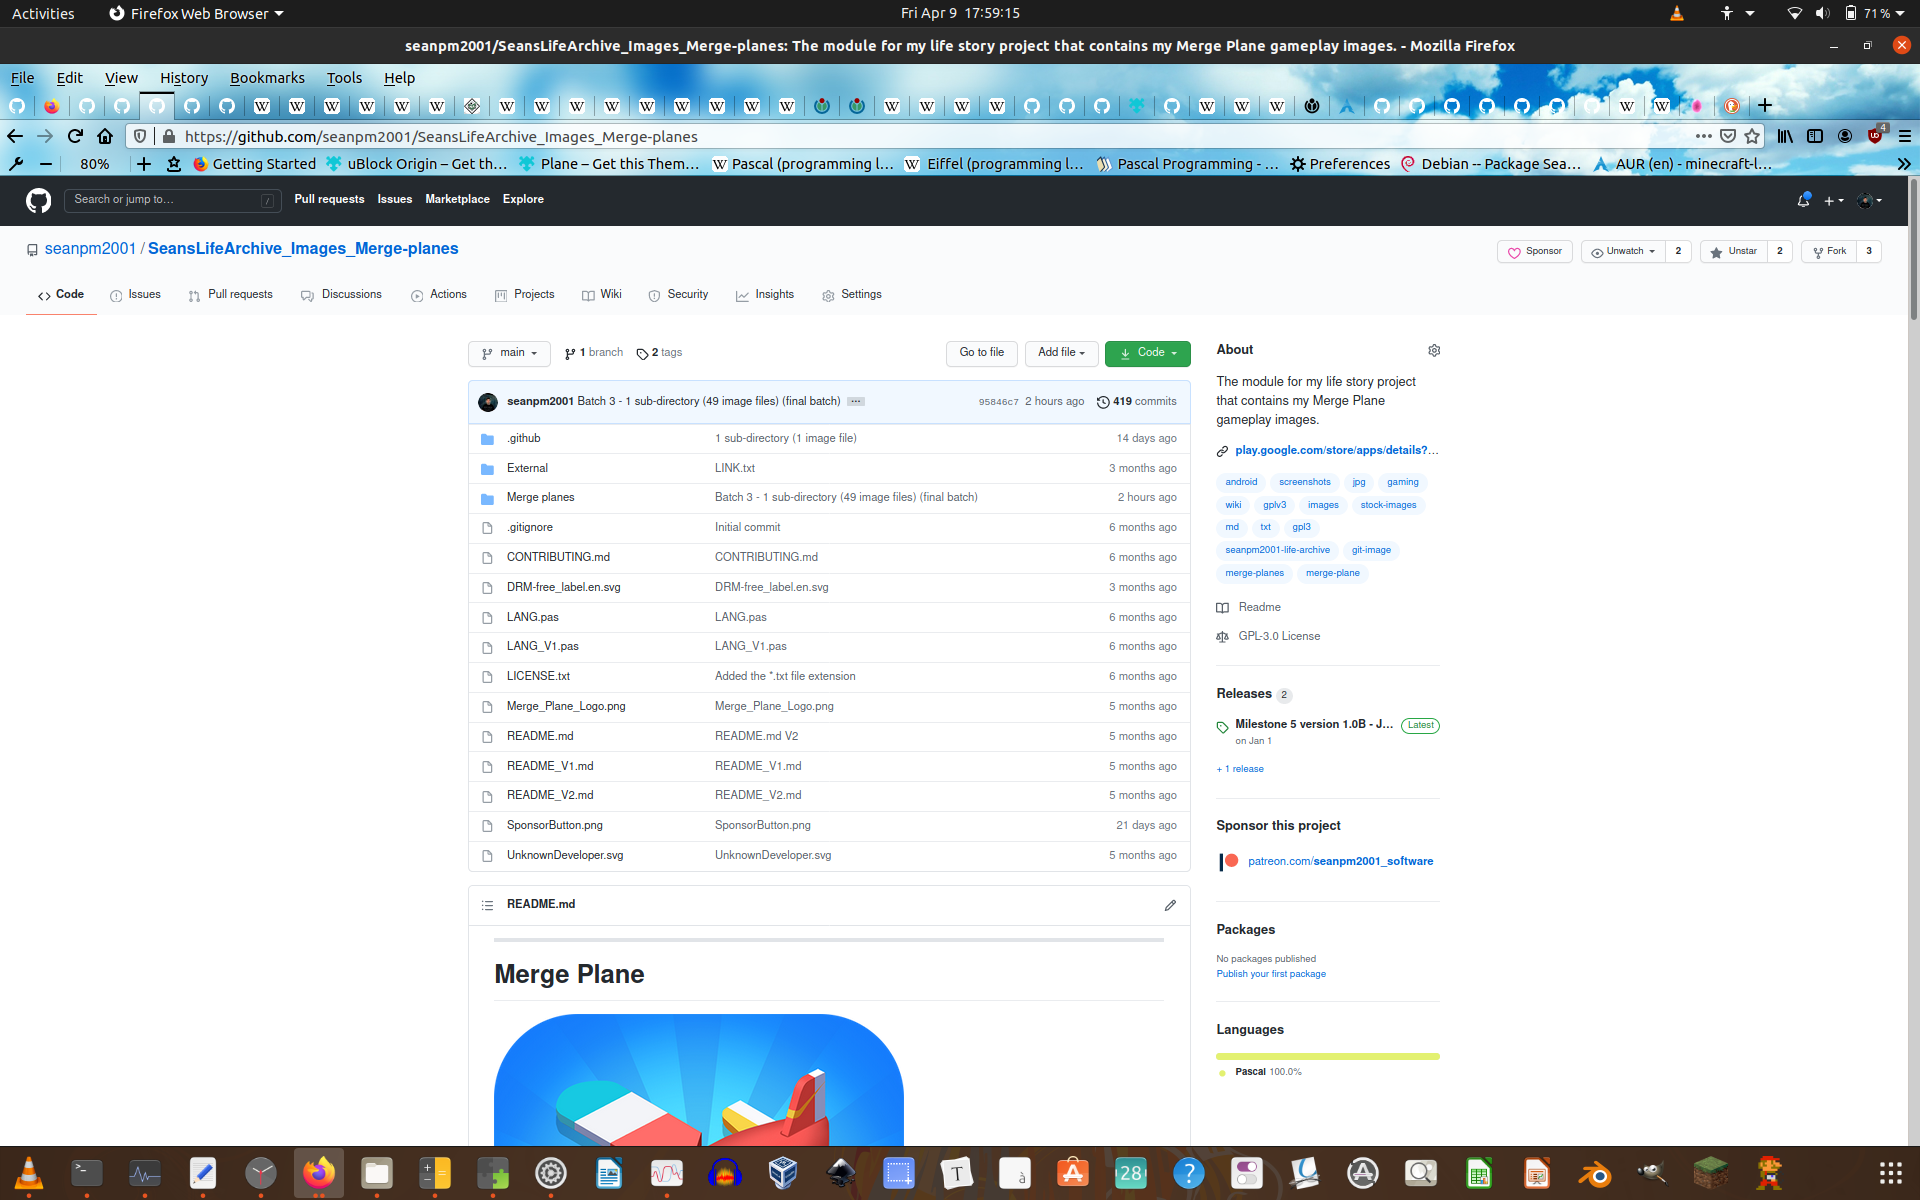 Activities Firefox Web Browser Fri Apr 9 17:59:15 71%
seanpm2001/SeansLifeArchive_Images_Merge-planes: The module for my life story project that contains my Merge Plane gameplay images. - Mozilla Firefox
File Edit View History Bookmarks Tools Help
https://github.com/seanpm2001/SeansLifeArchive_Images_Merge-planes 4
80% Getting Started uBlock Origin – Get th… Plane – Get this Them… Pascal (programming l… Eiffel (programming l… Pascal Programming - … Preferences Debian -- Package Sea… AUR (en) - minecraft-l…
Search or jump to… / Pull requests Issues Marketplace Explore
seanpm2001 / SeansLifeArchive_Images_Merge-planes Sponsor Unwatch 2 Unstar 2 Fork 3
Code Issues Pull requests Discussions Actions Projects Wiki Security Insights Settings
main 1 branch 2 tags Go to file Add file Code
seanpm2001 Batch 3 - 1 sub-directory (49 image files) (final batch) … 95846c7 2 hours ago 419 commits
.github 1 sub-directory (1 image file) 14 days ago
External LINK.txt 3 months ago
Merge planes Batch 3 - 1 sub-directory (49 image files) (final batch) 2 hours ago
.gitignore Initial commit 6 months ago
CONTRIBUTING.md CONTRIBUTING.md 6 months ago
DRM-free_label.en.svg DRM-free_label.en.svg 3 months ago
LANG.pas LANG.pas 6 months ago
LANG_V1.pas LANG_V1.pas 6 months ago
LICENSE.txt Added the *.txt file extension 6 months ago
Merge_Plane_Logo.png Merge_Plane_Logo.png 5 months ago
README.md README.md V2 5 months ago
README_V1.md README_V1.md 5 months ago
README_V2.md README_V2.md 5 months ago
SponsorButton.png SponsorButton.png 21 days ago
UnknownDeveloper.svg UnknownDeveloper.svg 5 months ago
README.md
Merge Plane
About
The module for my life story project
that contains my Merge Plane
gameplay images.
play.google.com/store/apps/details?…
android screenshots jpg gaming
wiki gplv3 images stock-images
md txt gpl3
seanpm2001-life-archive git-image
merge-planes merge-plane
Readme
GPL-3.0 License
Releases 2
Milestone 5 version 1.0B - J… Latest
on Jan 1
+ 1 release
Sponsor this project
patreon.com/seanpm2001_software
Packages
No packages published
Publish your first package
Languages
Pascal 100.0%